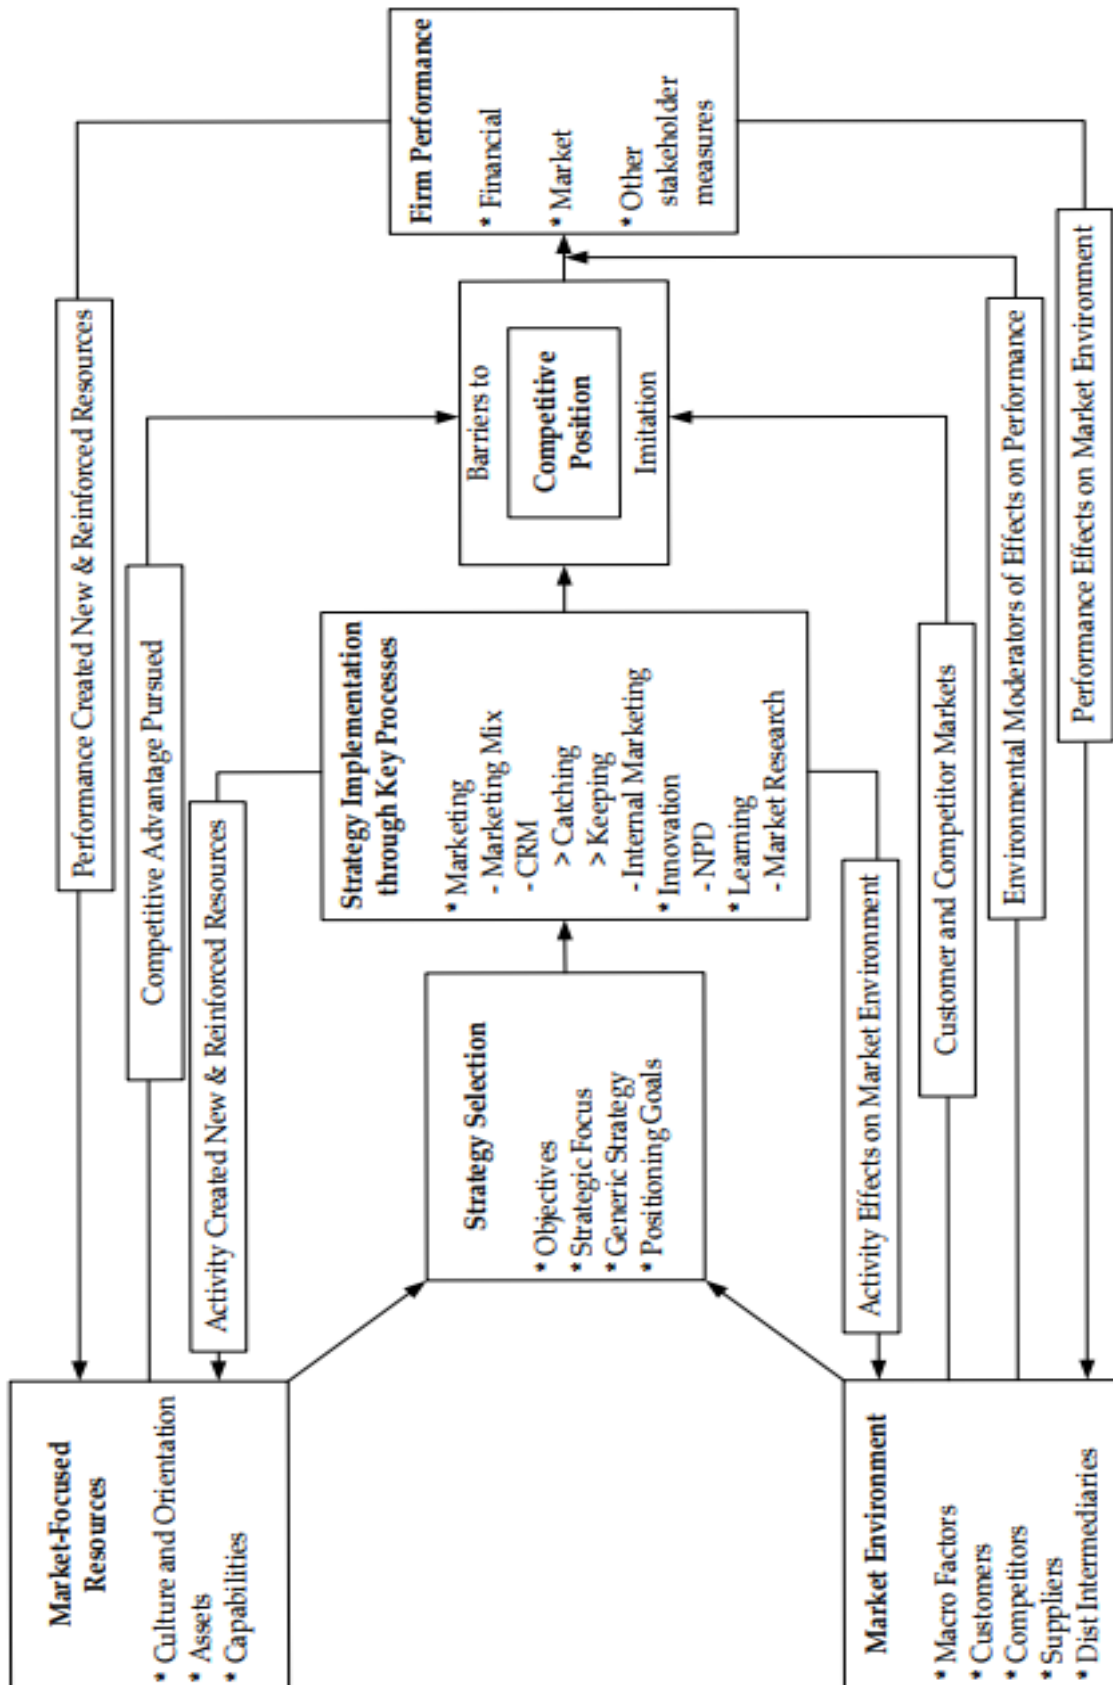 Market-Focused
Resources
* Culture and Orientation
* Assets
* Capabilities
Market Environment
* Macro Factors
* Customers
* Competitors
* Suppliers
* Dist Intermediaries
Performance Created New & Reinforced Resources
Competitive Advantage Pursued
Activity Created New & Reinforced Resources
Strategy Selection
* Objectives
* Strategic Focus
* Generic Strategy
* Positioning Goals
Activity Effects on Market Environment
Customer and Competitor Markets
Environmental Moderators of Effects on Performance
Performance Effects on Market Environment
Strategy Implementation
through Key Processes
* Marketing
- Marketing Mix
- CRM
> Catching
> Keeping
- Internal Marketing
* Innovation
- NPD
* Learning
- Market Research
Barriers to
Competitive
Position
Imitation
Firm Performance
* Financial
* Market
* Other
stakeholder
measures